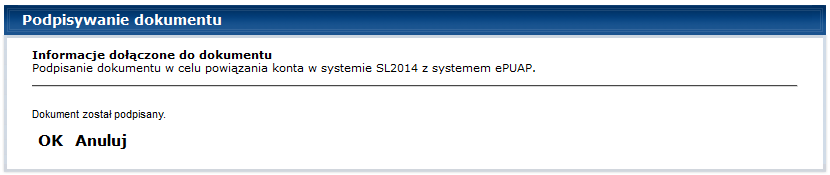 Podpisywanie dokumentu
Informacje dołączone do dokumentu
Podpisanie dokumentu w celu powiązania konta w systemie SL2014 z systemem ePUAP.
Dokument został podpisany.
OK Anuluj